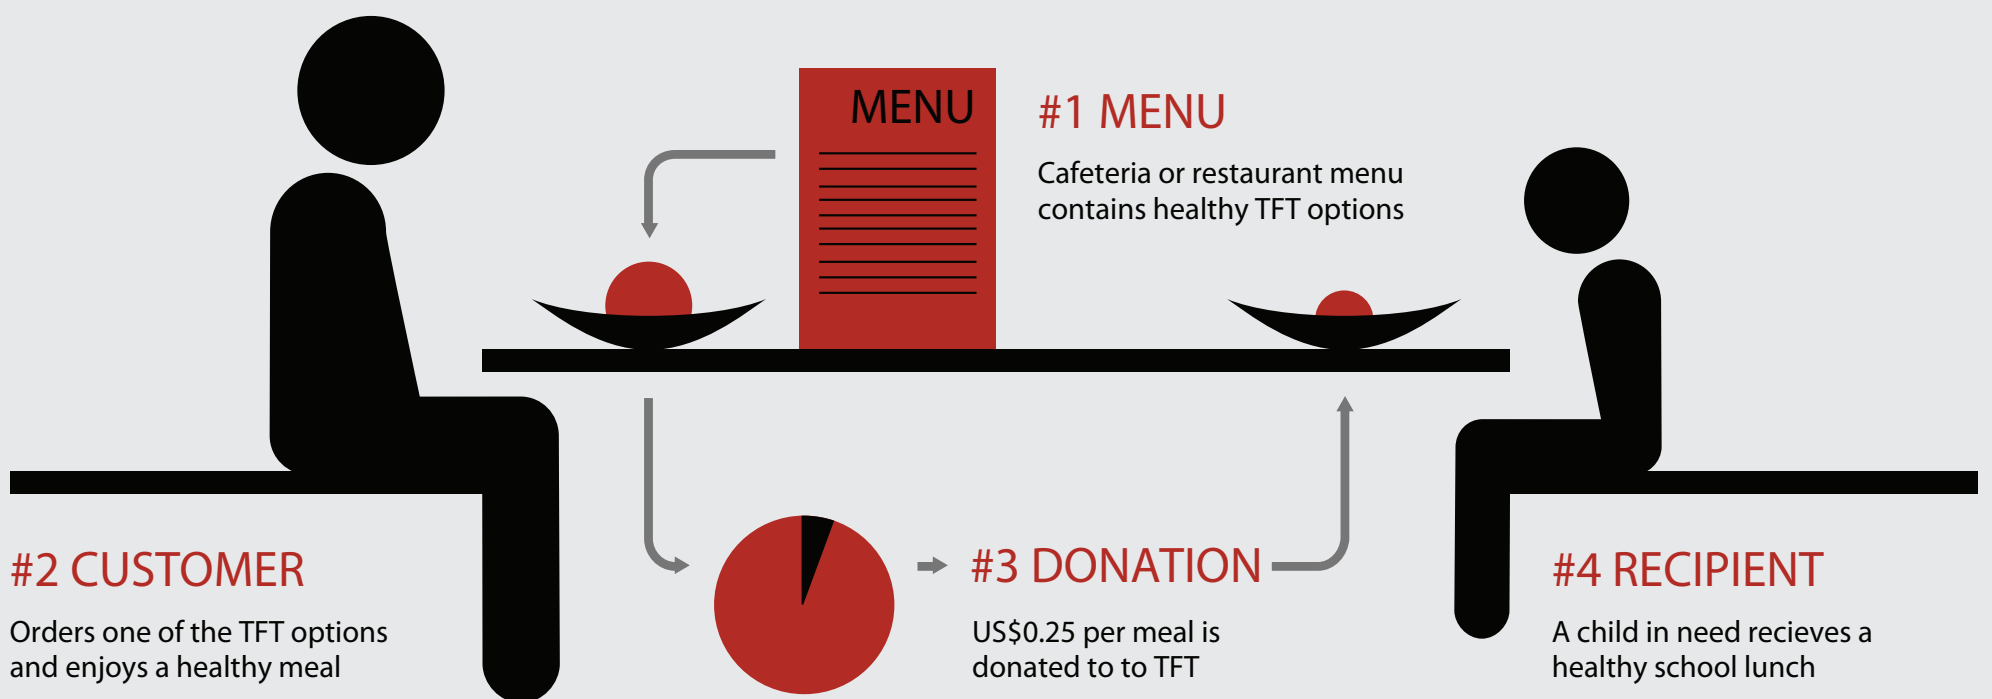 MENU
#1 MENU
Cafeteria or restaurant menu
contains healthy TFT options
#2 CUSTOMER
Orders one of the TFT options
and enjoys a healthy meal
#3 DONATION
US$0.25 per meal is
donated to to TFT
#4 RECIPIENT
A child in need recieves a
healthy school lunch